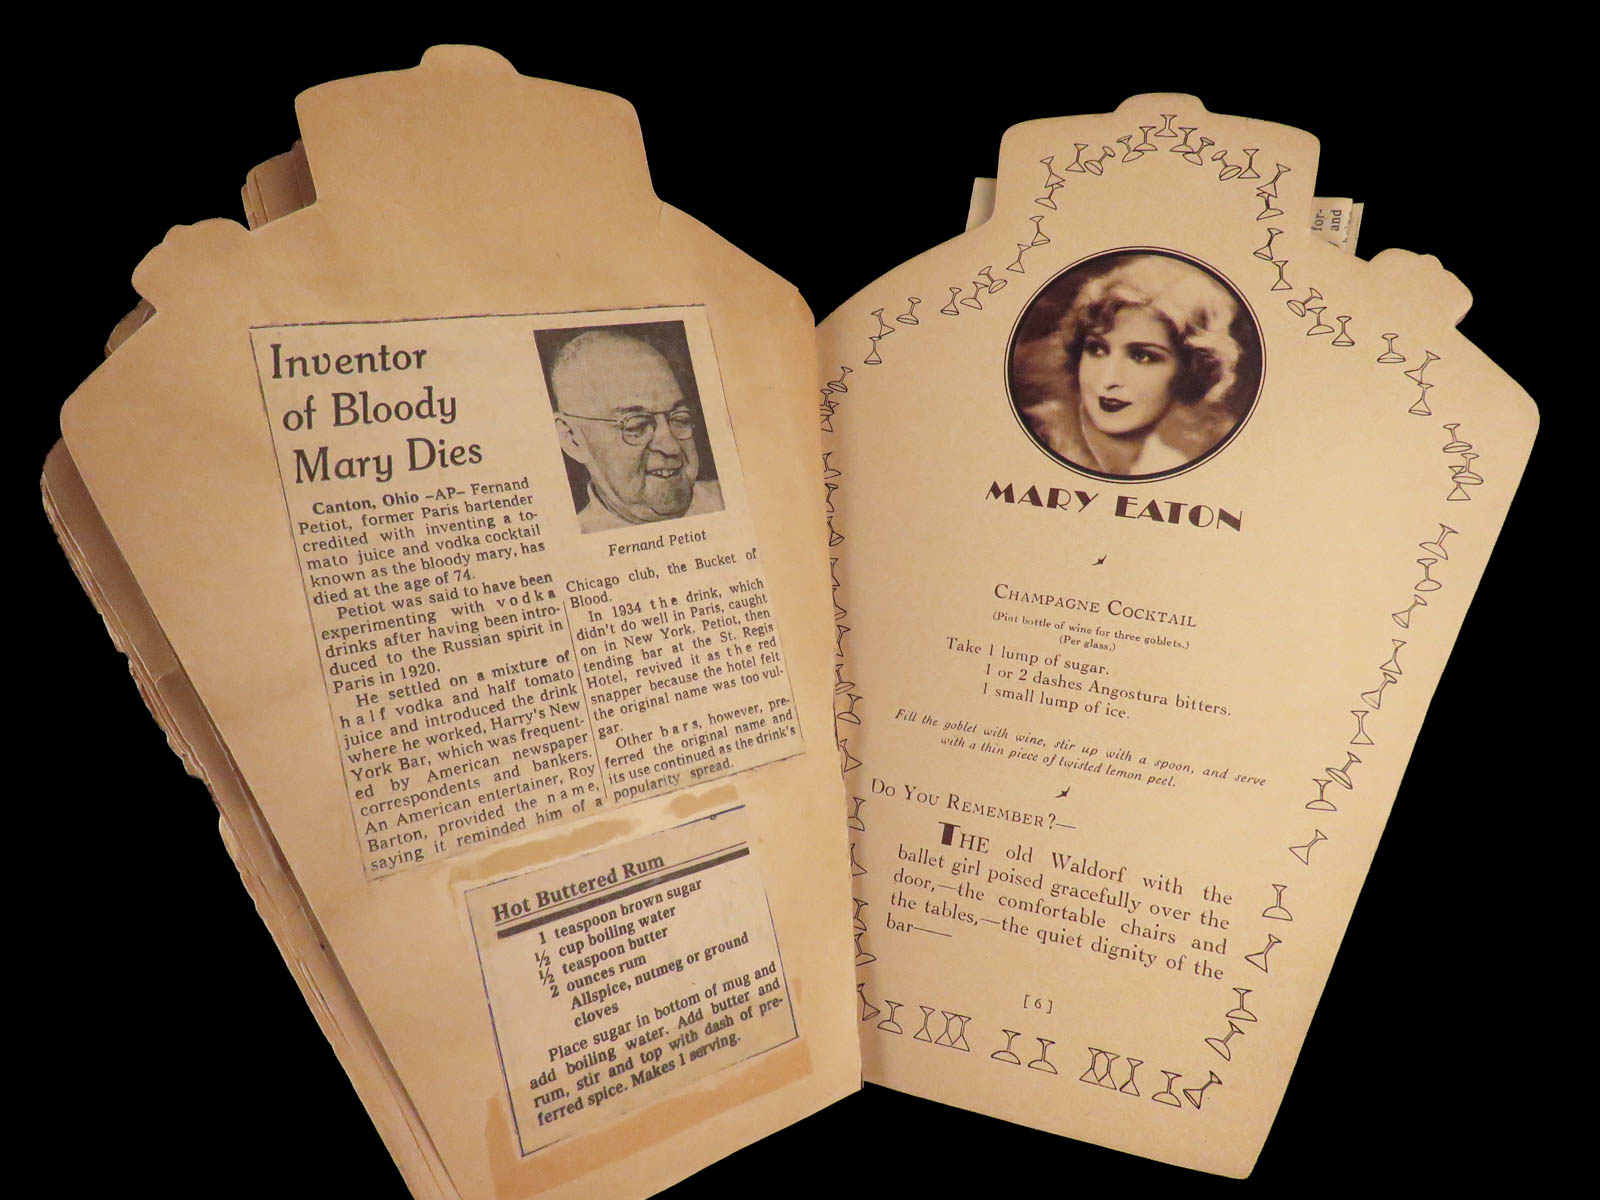 Inventor
of Bloody
Mary Dies
Canton, Ohio –AP– Fernand
Petiot, former Paris bartender
credited with inventing a to-
mato juice and vodka cocktail
known as the bloody mary, has
died at the age of 74.
Petiot was said to have been
experimenting with vodka
drinks after having been intro-
duced to the Russian spirit in
Paris in 1920.
He settled on a mixture of
half vodka and half tomato
juice and introduced the drink
where he worked, Harry's New
York Bar, which was frequent-
ed by American newspaper
correspondents and bankers.
An American entertainer, Roy
Barton, provided the name,
saying it reminded him of a
Fernand Petiot
Chicago club, the Bucket of
Blood.
In 1934 the drink, which
didn't do well in Paris, caught
on in New York. Petiot, then
tending bar at the St. Regis
Hotel, revived it as the red
snapper because the hotel felt
the original name was too vul-
gar.
Other bars, however, pre-
ferred the original name and
its use continued as the drink's
popularity spread.
Hot Buttered Rum
1 teaspoon brown sugar
½ cup boiling water
½ teaspoon butter
2 ounces rum
Allspice, nutmeg or ground
cloves
Place sugar in bottom of mug and
add boiling water. Add butter and
rum, stir and top with dash of pre-
ferred spice. Makes 1 serving.
for-
and
MARY EATON
CHAMPAGNE COCKTAIL
(Pint bottle of wine for three goblets.)
(Per glass.)
Take 1 lump of sugar.
1 or 2 dashes Angostura bitters.
1 small lump of ice.
Fill the goblet with wine, stir up with a spoon, and serve
with a thin piece of twisted lemon peel.
DO YOU REMEMBER?—
THE old Waldorf with the
ballet girl poised gracefully over the
door,—the comfortable chairs and
the tables,—the quiet dignity of the
bar——
[ 6 ]